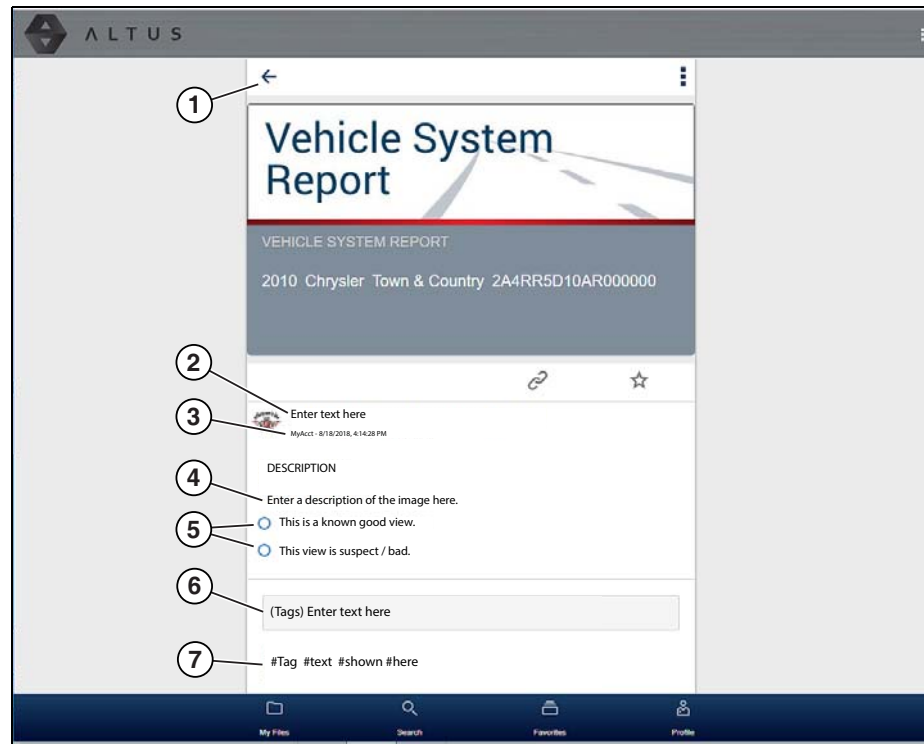 ALTUS
1
Vehicle System
Report
VEHICLE SYSTEM REPORT
2010 Chrysler Town & Country 2A4RR5D10AR000000
2
Enter text here
3
MyAcct - 8/18/2018, 4:14:28 PM
DESCRIPTION
4
Enter a description of the image here.
5
This is a known good view.
This view is suspect / bad.
6
(Tags) Enter text here
7
#Tag #text #shown #here
My Files Search Favorites Profile